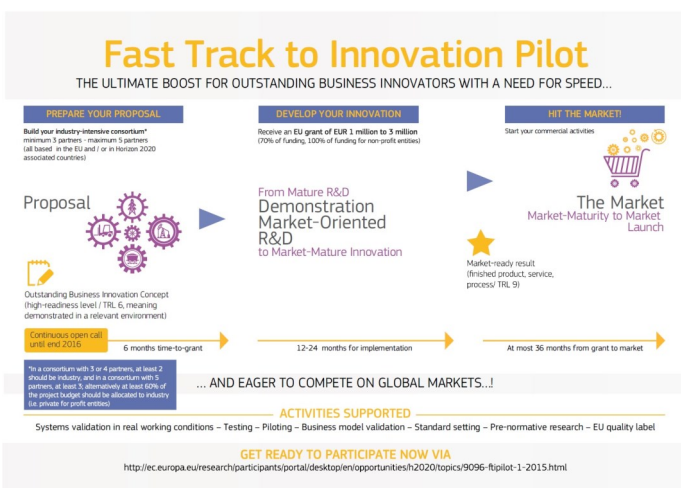 Fast Track to Innovation Pilot
THE ULTIMATE BOOST FOR OUTSTANDING BUSINESS INNOVATORS WITH A NEED FOR SPEED...
PREPARE YOUR PROPOSAL
Build your industry-intensive consortium*
minimum 3 partners - maximum 5 partners
(all based in the EU and / or in Horizon 2020
associated countries)
Proposal
Outstanding Business Innovation Concept
(high-readiness level / TRL 6, meaning
demonstrated in a relevant environment)
Continuous open call
until end 2016
6 months time-to-grant
*In a consortium with 3 or 4 partners, at least 2
should be industry, and in a consortium with 5
partners, at least 3; alternatively at least 60% of
the project budget should be allocated to industry
(i.e. private for profit entities)
DEVELOP YOUR INNOVATION
Receive an EU grant of EUR 1 million to 3 million
(70% of funding, 100% of funding for non-profit entities)
From Mature R&D
Demonstration
Market-Oriented
R&D
to Market-Mature Innovation
12-24 months for implementation
HIT THE MARKET!
Start your commercial activities
The Market
Market-Maturity to Market
Launch
Market-ready result
(finished product, service,
process/ TRL 9)
At most 36 months from grant to market
... AND EAGER TO COMPETE ON GLOBAL MARKETS...!
ACTIVITIES SUPPORTED
Systems validation in real working conditions – Testing – Piloting – Business model validation – Standard setting – Pre-normative research – EU quality label
GET READY TO PARTICIPATE NOW VIA
http://ec.europa.eu/research/participants/portal/desktop/en/opportunities/h2020/topics/9096-ftipilot-1-2015.html